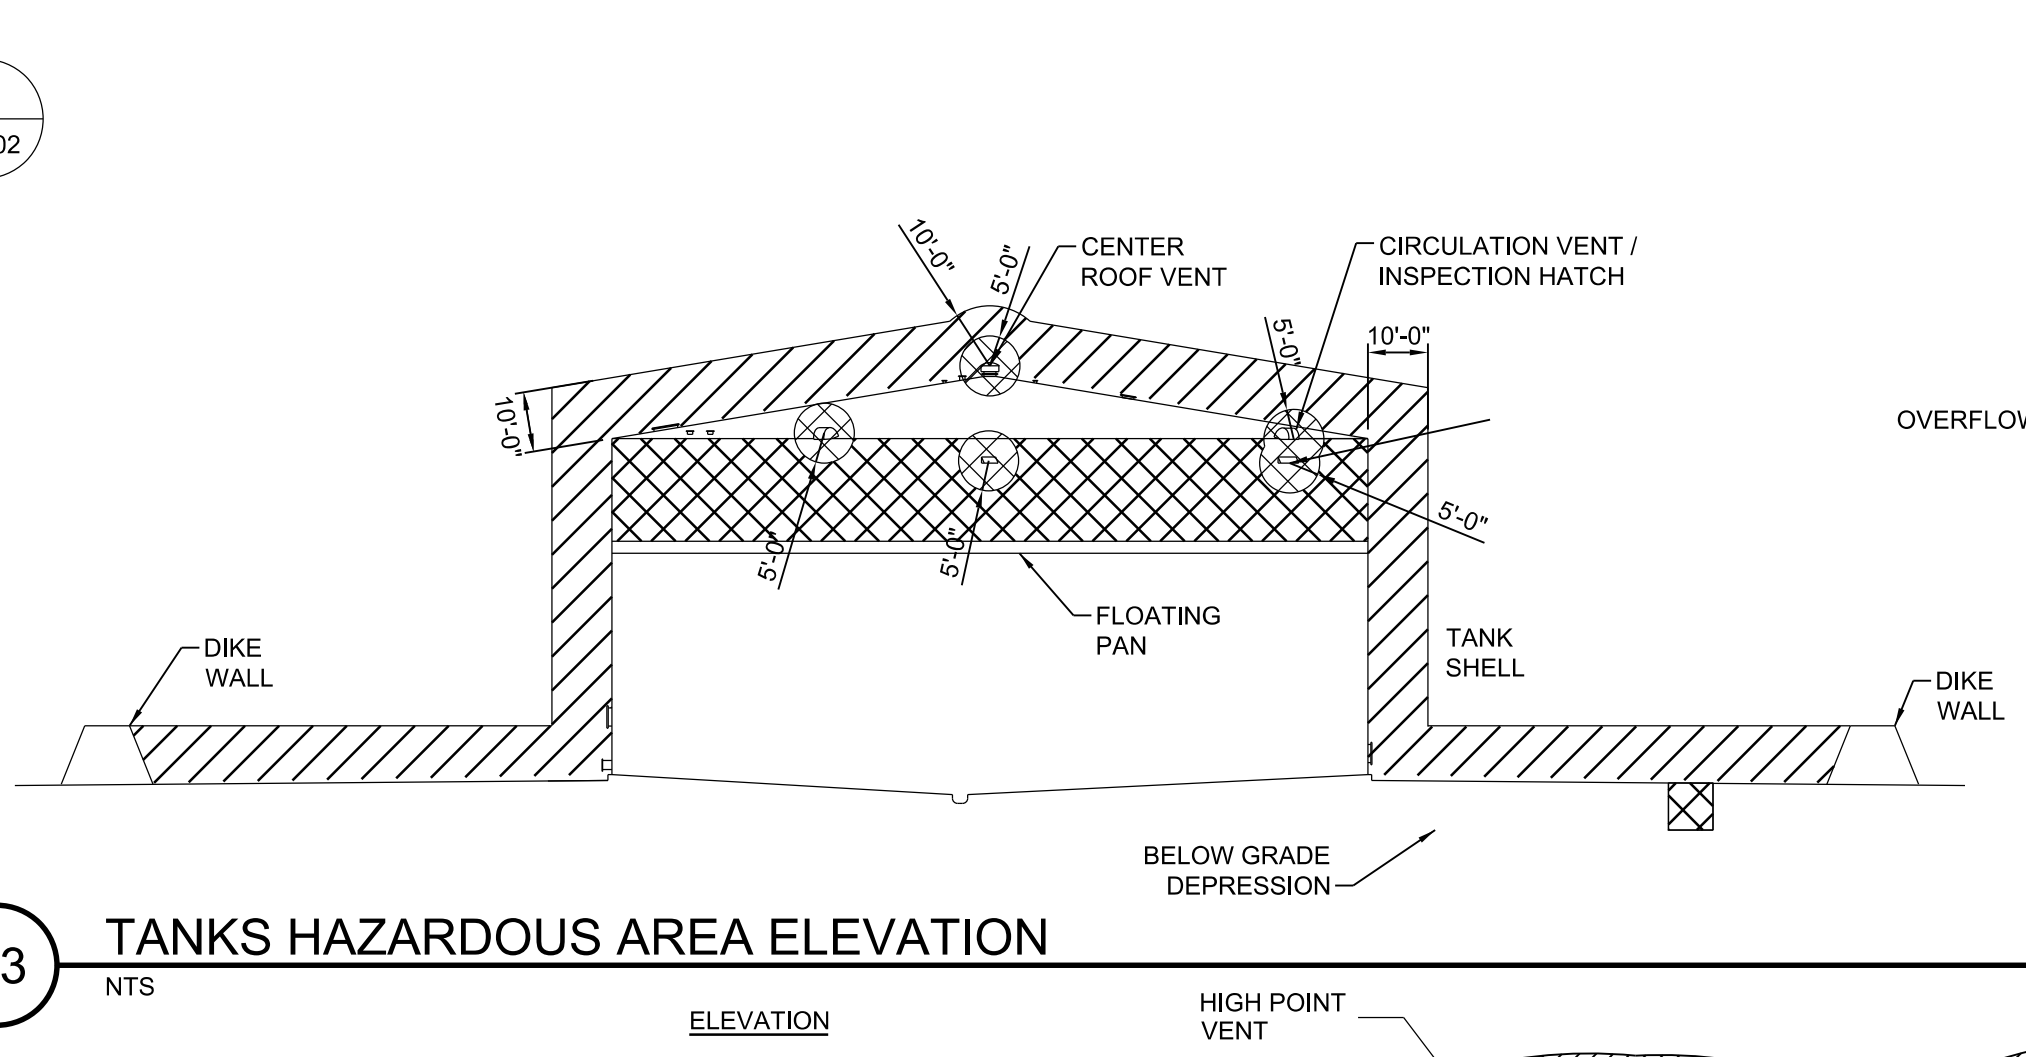 02
10'-0"
5'-0"
CENTER
ROOF VENT
CIRCULATION VENT /
INSPECTION HATCH
5'-0"
10'-0"
10'-0"
OVERFLOW
5'-0"
5'-0"
5'-0"
FLOATING
PAN
TANK
SHELL
DIKE
WALL
DIKE
WALL
BELOW GRADE
DEPRESSION
3
TANKS HAZARDOUS AREA ELEVATION
NTS
ELEVATION
HIGH POINT
VENT